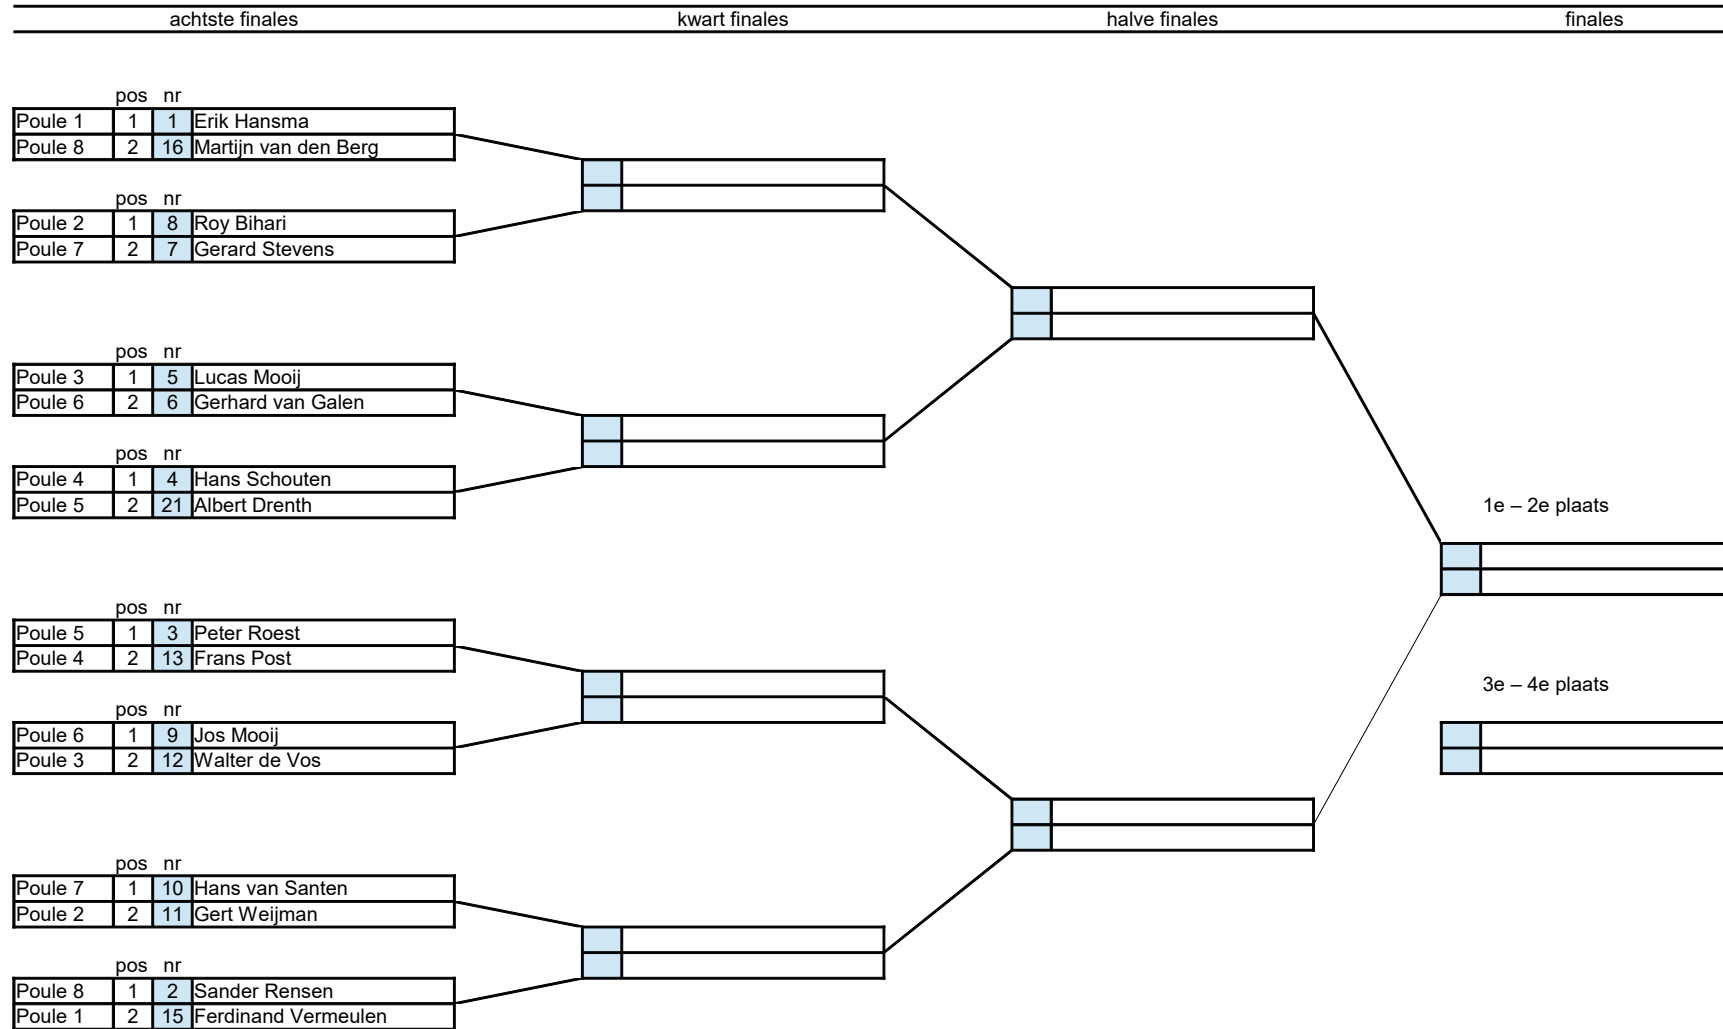 achtste finales kwart finales halve finales finales
pos nr
Poule 1 1 1 Erik Hansma
Poule 8 2 16 Martijn van den Berg
pos nr
Poule 2 1 8 Roy Bihari
Poule 7 2 7 Gerard Stevens
pos nr
Poule 3 1 5 Lucas Mooij
Poule 6 2 6 Gerhard van Galen
pos nr
Poule 4 1 4 Hans Schouten
Poule 5 2 21 Albert Drenth
1e – 2e plaats
pos nr
Poule 5 1 3 Peter Roest
Poule 4 2 13 Frans Post
3e – 4e plaats
pos nr
Poule 6 1 9 Jos Mooij
Poule 3 2 12 Walter de Vos
pos nr
Poule 7 1 10 Hans van Santen
Poule 2 2 11 Gert Weijman
pos nr
Poule 8 1 2 Sander Rensen
Poule 1 2 15 Ferdinand Vermeulen